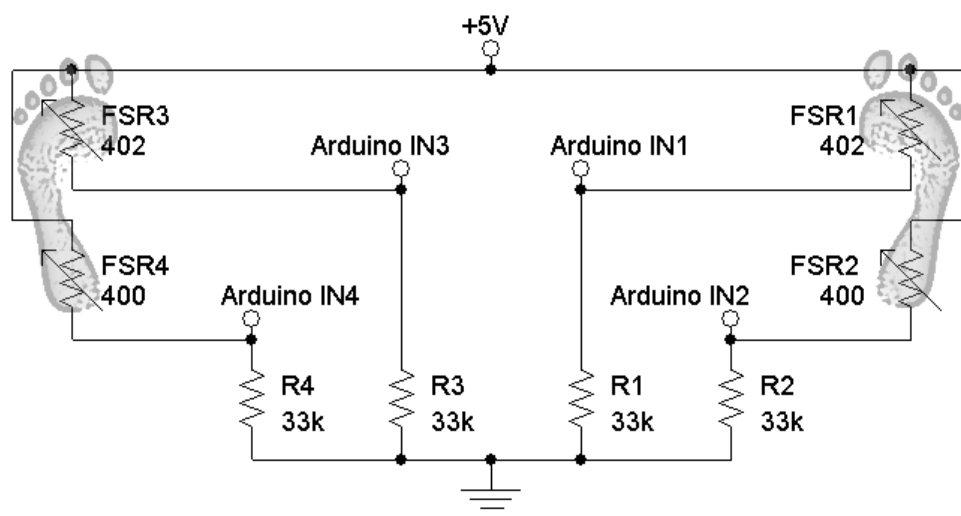 +5V
FSR3
402
Arduino IN3
Arduino IN1
FSR1
402
FSR4
400
Arduino IN4
Arduino IN2
FSR2
400
R4
33k
R3
33k
R1
33k
R2
33k